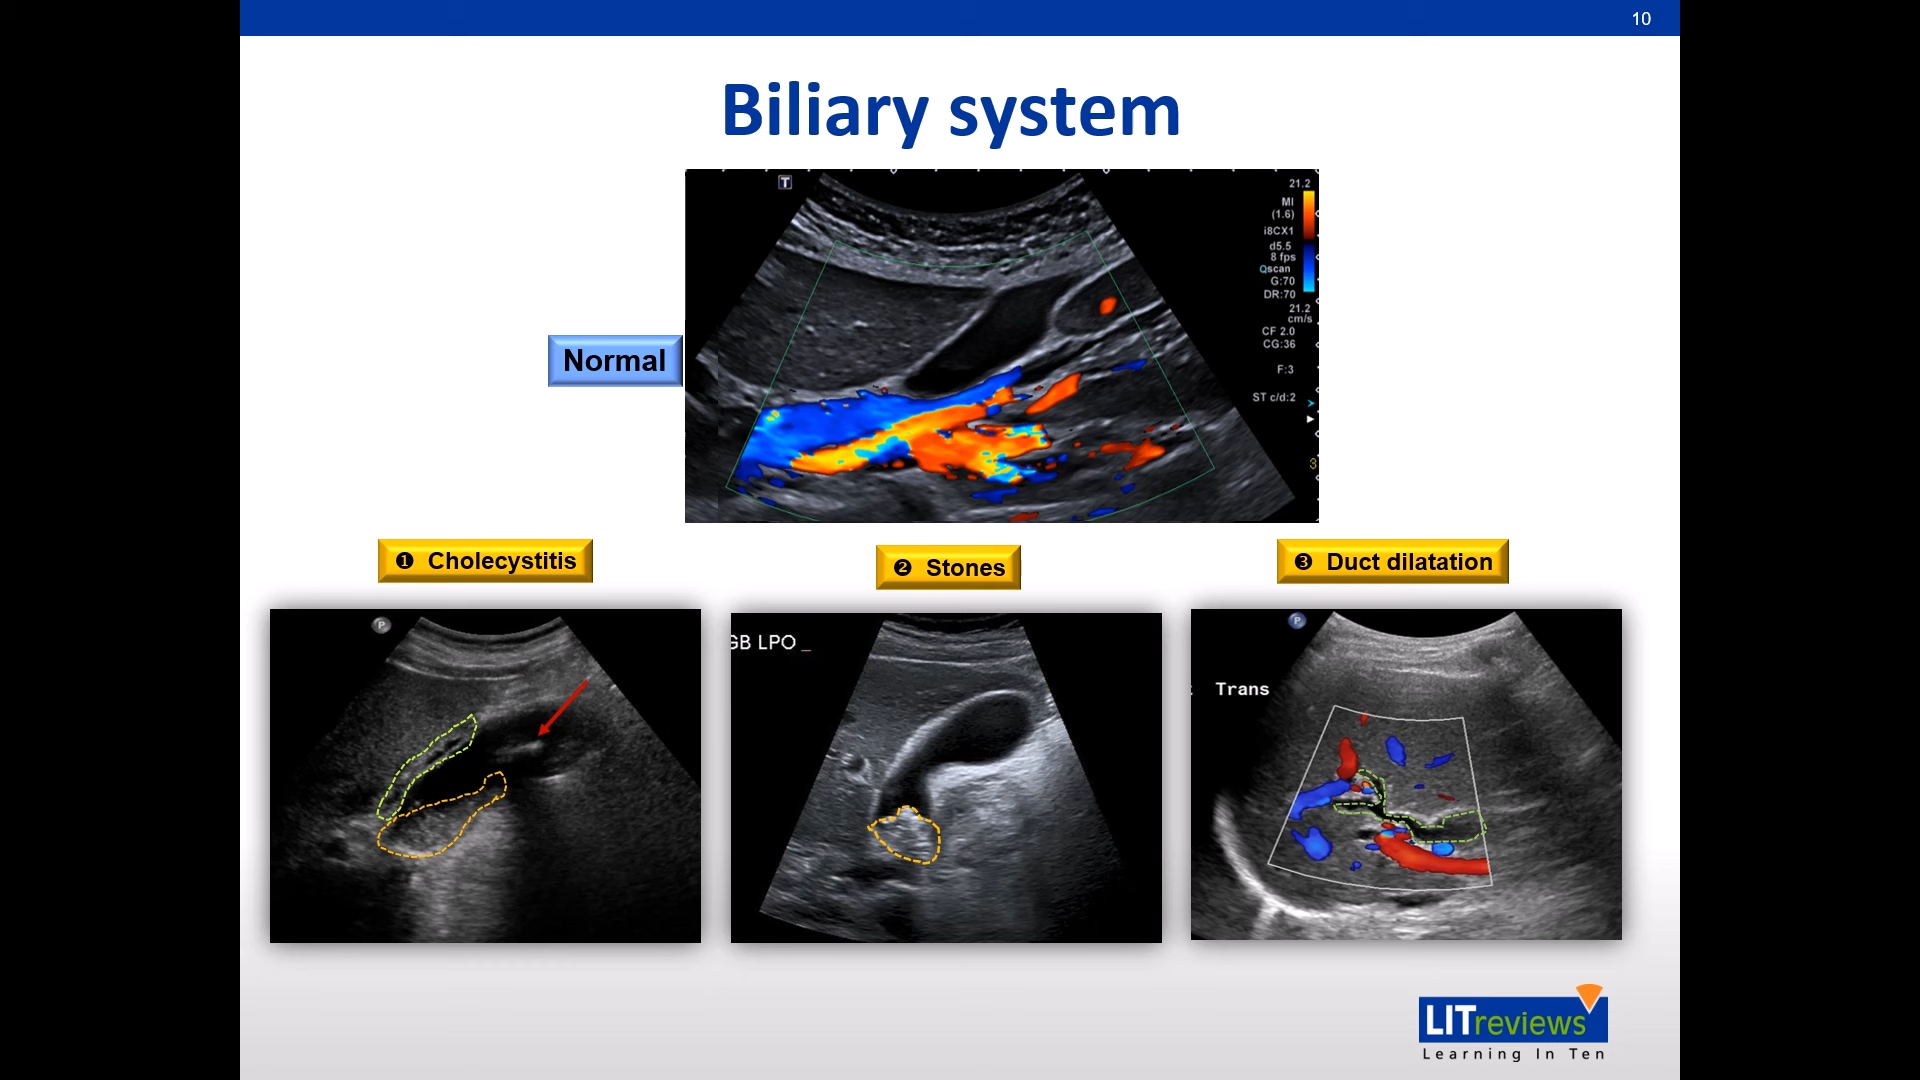 10
Biliary system
T
21.2
MI
(1.6)
i8CX1
d5.5
8 fps
Qscan
G:70
DR:70
21.2
cm/s
CF 2.0
CG:36
F:3
ST c/d:2
3
Normal
❶ Cholecystitis
❷ Stones
❸ Duct dilatation
P
GB LPO _
P
Trans
LITreviews
Learning In Ten